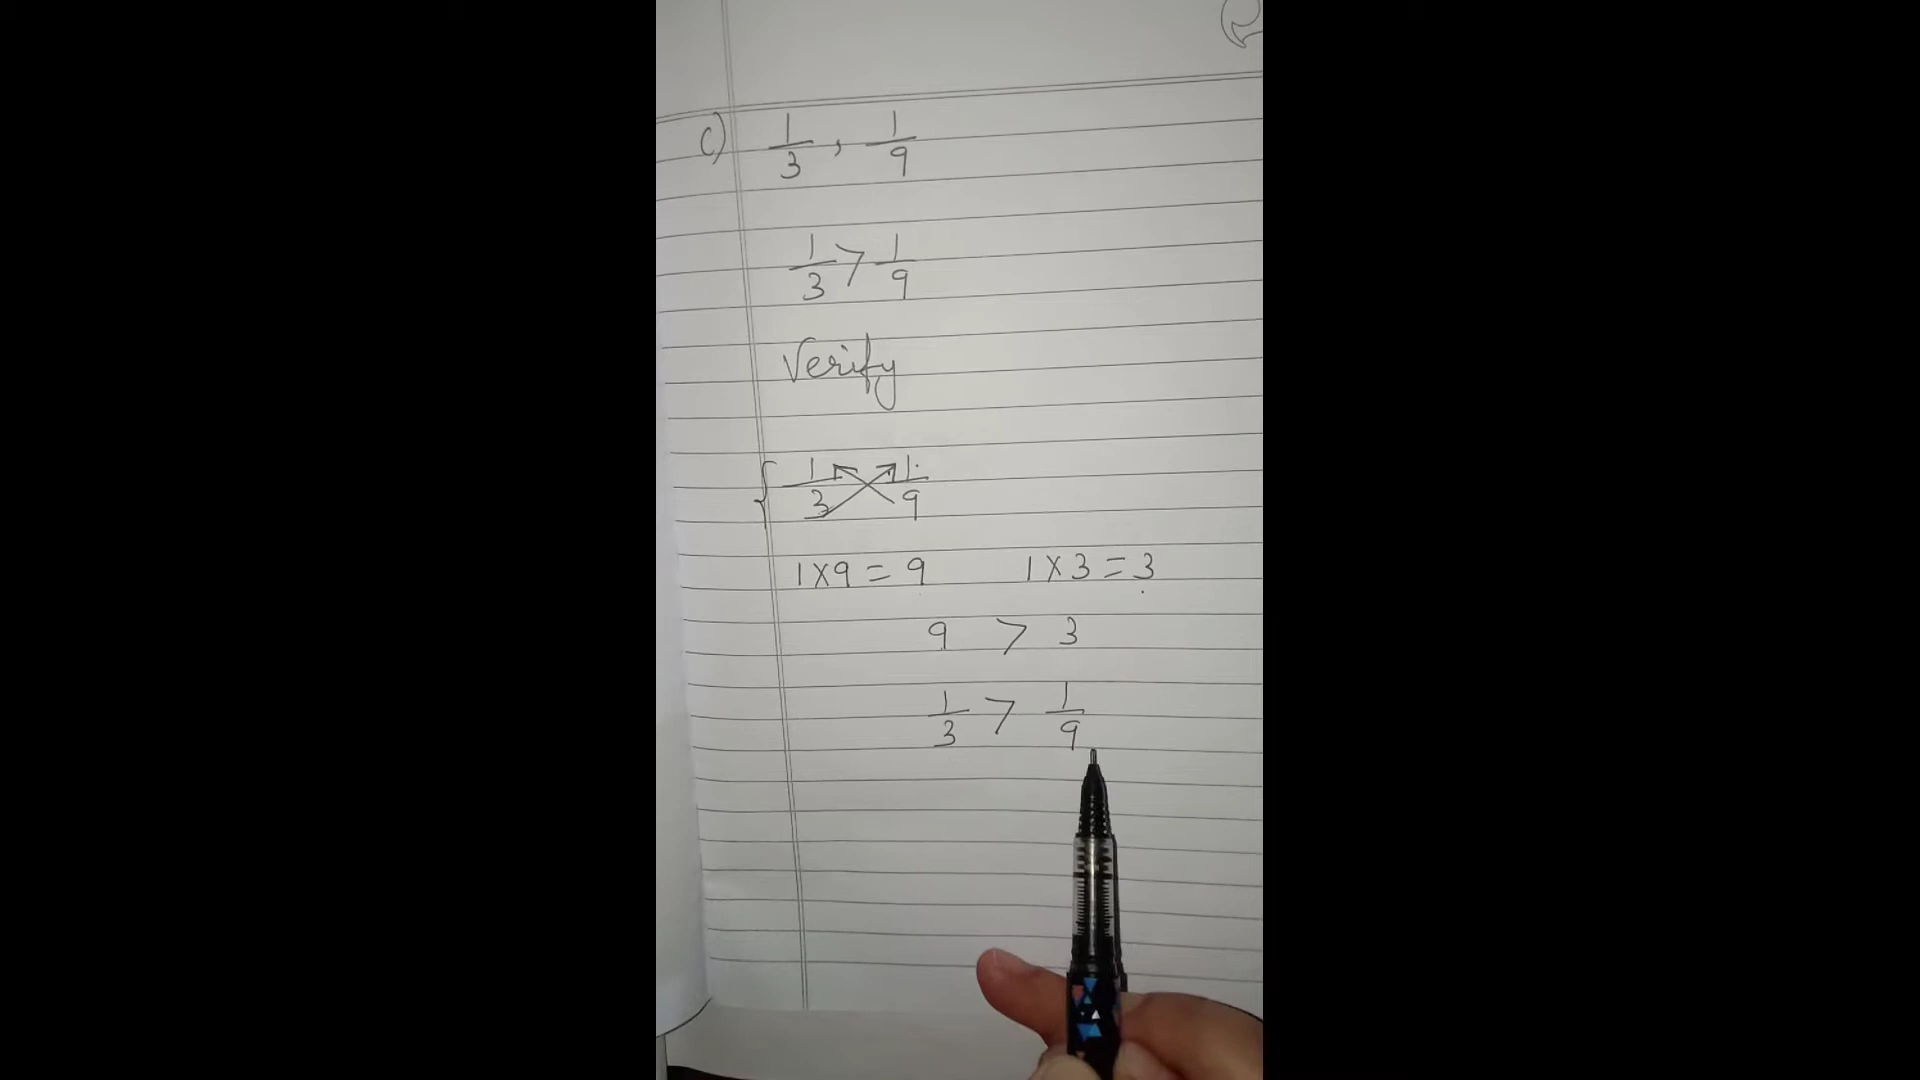 c) 1/3 , 1/9
1/3 > 1/9
Verify
{ 1/3 1/9
1 x 9 = 9 1 x 3 = 3
9 > 3
1/3 > 1/9